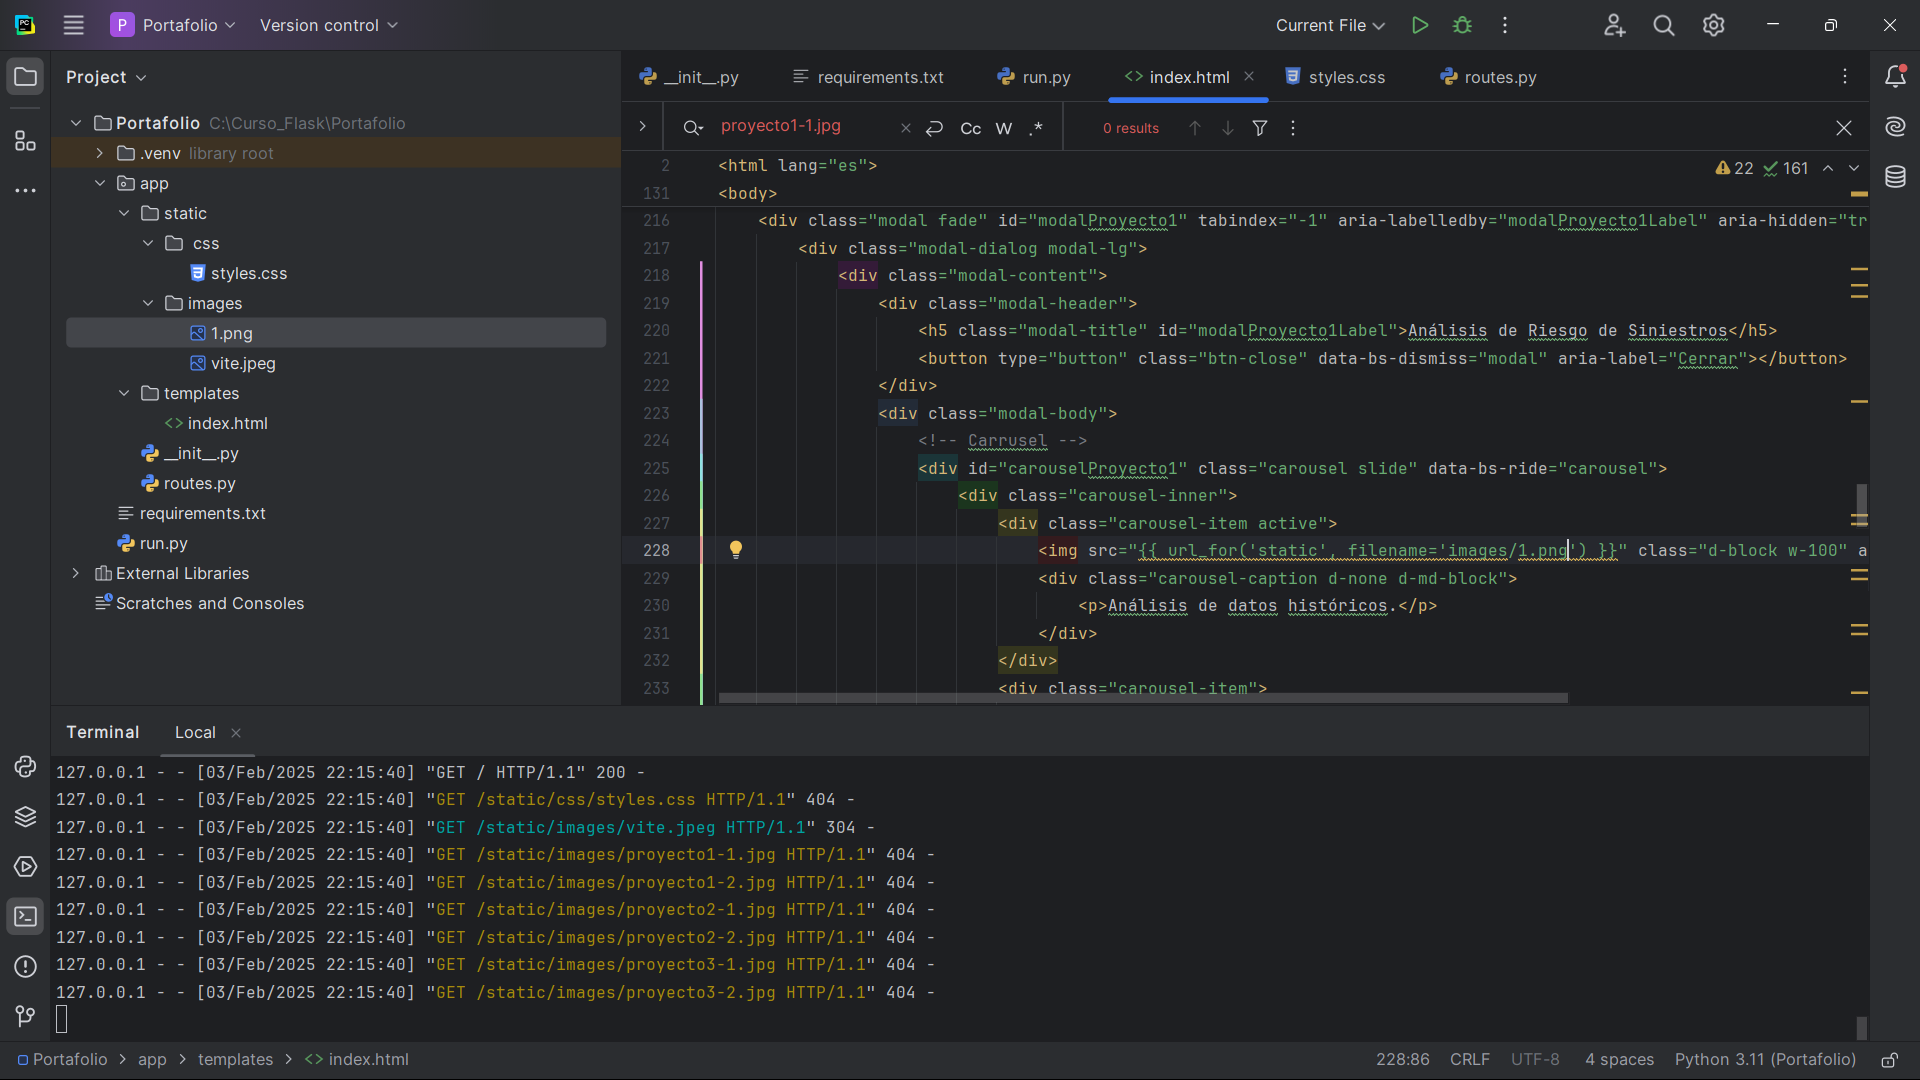 P Portafolio Version control Current File
Project
Portafolio C:\Curso_Flask\Portafolio
.venv library root
app
static
css
styles.css
images
1.png
vite.jpeg
templates
index.html
__init__.py
routes.py
requirements.txt
run.py
External Libraries
Scratches and Consoles
__init__.py requirements.txt run.py <> index.html styles.css routes.py
proyecto1-1.jpg Cc W .* 0 results
22 161
2 <html lang="es">
131 <body>
216 <div class="modal fade" id="modalProyecto1" tabindex="-1" aria-labelledby="modalProyecto1Label" aria-hidden="tr
217 <div class="modal-dialog modal-lg">
218 <div class="modal-content">
219 <div class="modal-header">
220 <h5 class="modal-title" id="modalProyecto1Label">Análisis de Riesgo de Siniestros</h5>
221 <button type="button" class="btn-close" data-bs-dismiss="modal" aria-label="Cerrar"></button>
222 </div>
223 <div class="modal-body">
224 <!-- Carrusel -->
225 <div id="carouselProyecto1" class="carousel slide" data-bs-ride="carousel">
226 <div class="carousel-inner">
227 <div class="carousel-item active">
228 <img src="{{ url_for('static', filename='images/1.png') }}" class="d-block w-100" a
229 <div class="carousel-caption d-none d-md-block">
230 <p>Análisis de datos históricos.</p>
231 </div>
232 </div>
233 <div class="carousel-item">
Terminal Local
127.0.0.1 - - [03/Feb/2025 22:15:40] "GET / HTTP/1.1" 200 -
127.0.0.1 - - [03/Feb/2025 22:15:40] "GET /static/css/styles.css HTTP/1.1" 404 -
127.0.0.1 - - [03/Feb/2025 22:15:40] "GET /static/images/vite.jpeg HTTP/1.1" 304 -
127.0.0.1 - - [03/Feb/2025 22:15:40] "GET /static/images/proyecto1-1.jpg HTTP/1.1" 404 -
127.0.0.1 - - [03/Feb/2025 22:15:40] "GET /static/images/proyecto1-2.jpg HTTP/1.1" 404 -
127.0.0.1 - - [03/Feb/2025 22:15:40] "GET /static/images/proyecto2-1.jpg HTTP/1.1" 404 -
127.0.0.1 - - [03/Feb/2025 22:15:40] "GET /static/images/proyecto2-2.jpg HTTP/1.1" 404 -
127.0.0.1 - - [03/Feb/2025 22:15:40] "GET /static/images/proyecto3-1.jpg HTTP/1.1" 404 -
127.0.0.1 - - [03/Feb/2025 22:15:40] "GET /static/images/proyecto3-2.jpg HTTP/1.1" 404 -
Portafolio > app > templates > <> index.html 228:86 CRLF UTF-8 4 spaces Python 3.11 (Portafolio)